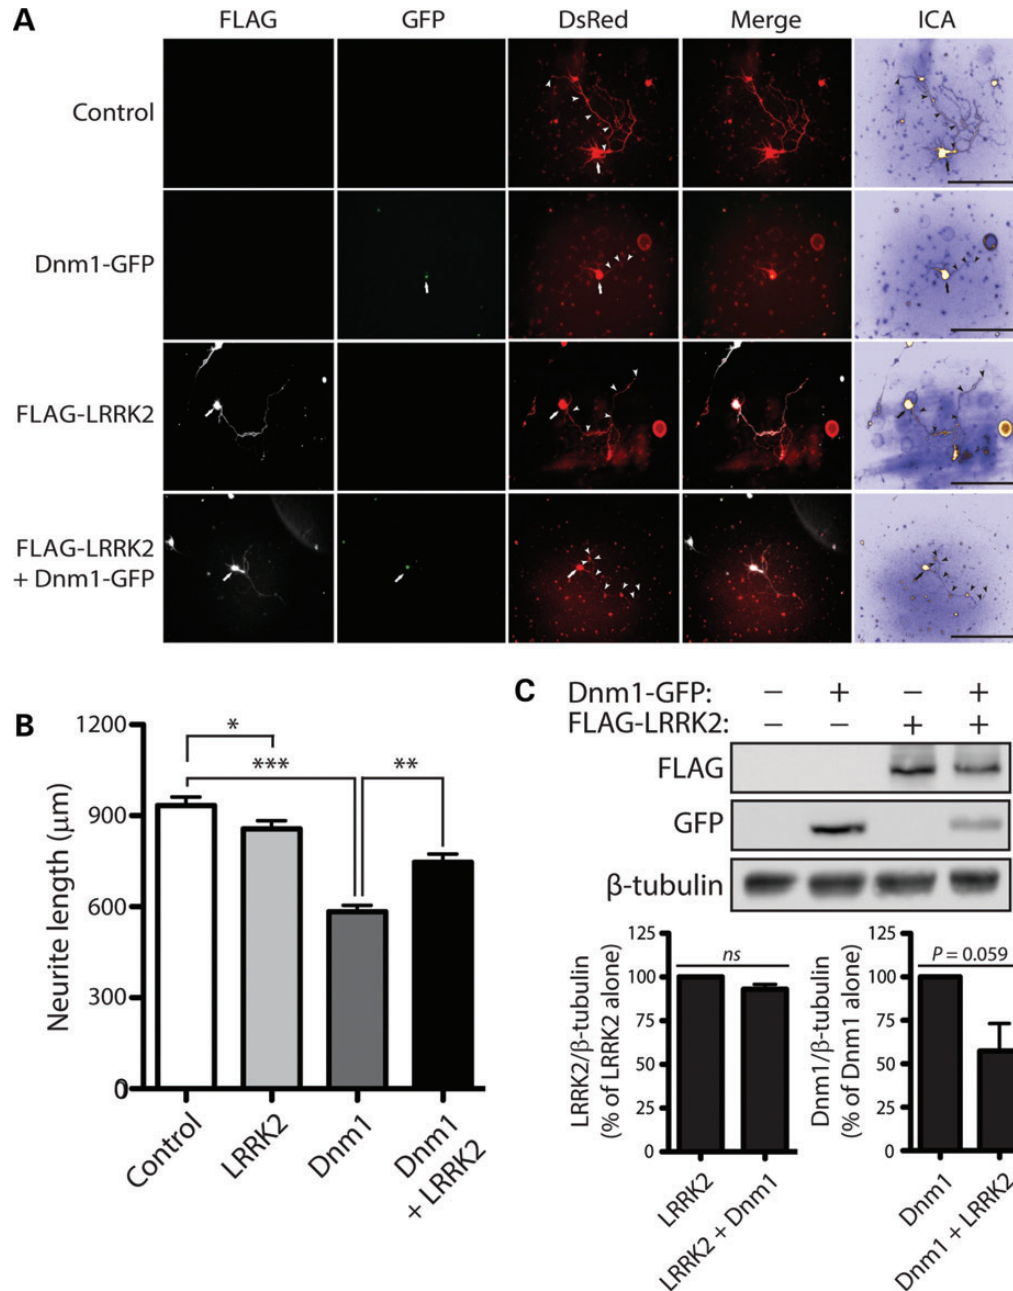 A
FLAG GFP DsRed Merge ICA
Control
Dnm1-GFP
FLAG-LRRK2
FLAG-LRRK2
+ Dnm1-GFP
B
1200
900
600
300
0
Neurite length (μm)
* *** **
Control LRRK2 Dnm1 Dnm1
+ LRRK2
C
Dnm1-GFP: – + – +
FLAG-LRRK2: – – + +
FLAG
GFP
β-tubulin
LRRK2/β-tubulin
(% of LRRK2 alone)
125
100
75
50
25
0
ns
LRRK2 LRRK2 + Dnm1
Dnm1/β-tubulin
(% of Dnm1 alone)
125
100
75
50
25
0
P = 0.059
Dnm1 Dnm1 + LRRK2